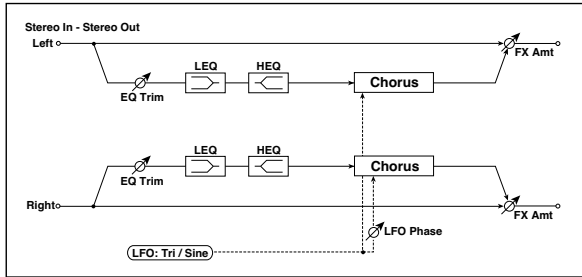 Stereo In - Stereo Out
Left
FX Amt
LEQ
HEQ
Chorus
EQ Trim
LEQ
HEQ
Chorus
EQ Trim
Right
FX Amt
LFO Phase
LFO: Tri / Sine